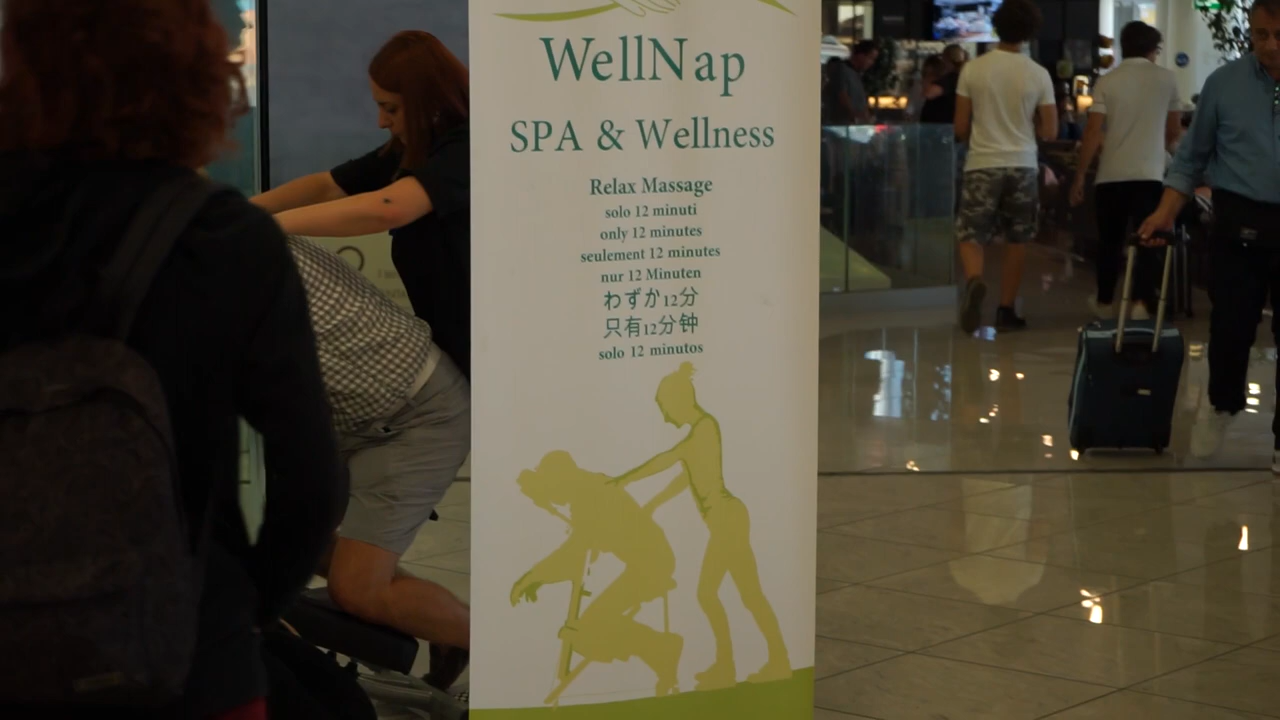 WellNap
SPA & Wellness
Relax Massage
solo 12 minuti
only 12 minutes
seulement 12 minutes
nur 12 Minuten
わずか12分
只有12分钟
solo 12 minutos